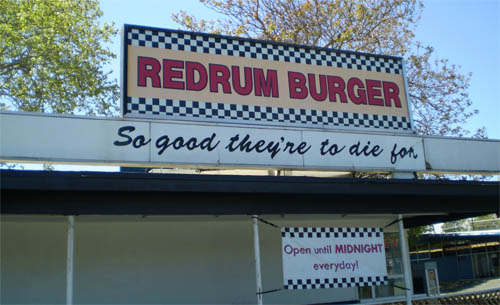 REDRUM BURGER
So good they're to die for
Open until MIDNIGHT
everyday!